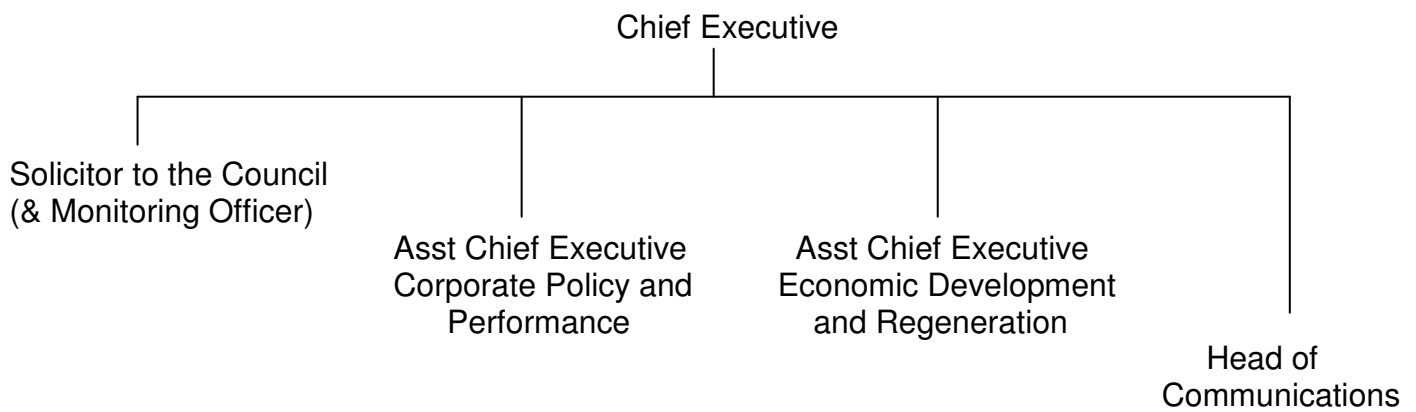 Chief Executive
Solicitor to the Council
(& Monitoring Officer)
Asst Chief Executive
Corporate Policy and
Performance
Asst Chief Executive
Economic Development
and Regeneration
Head of
Communications